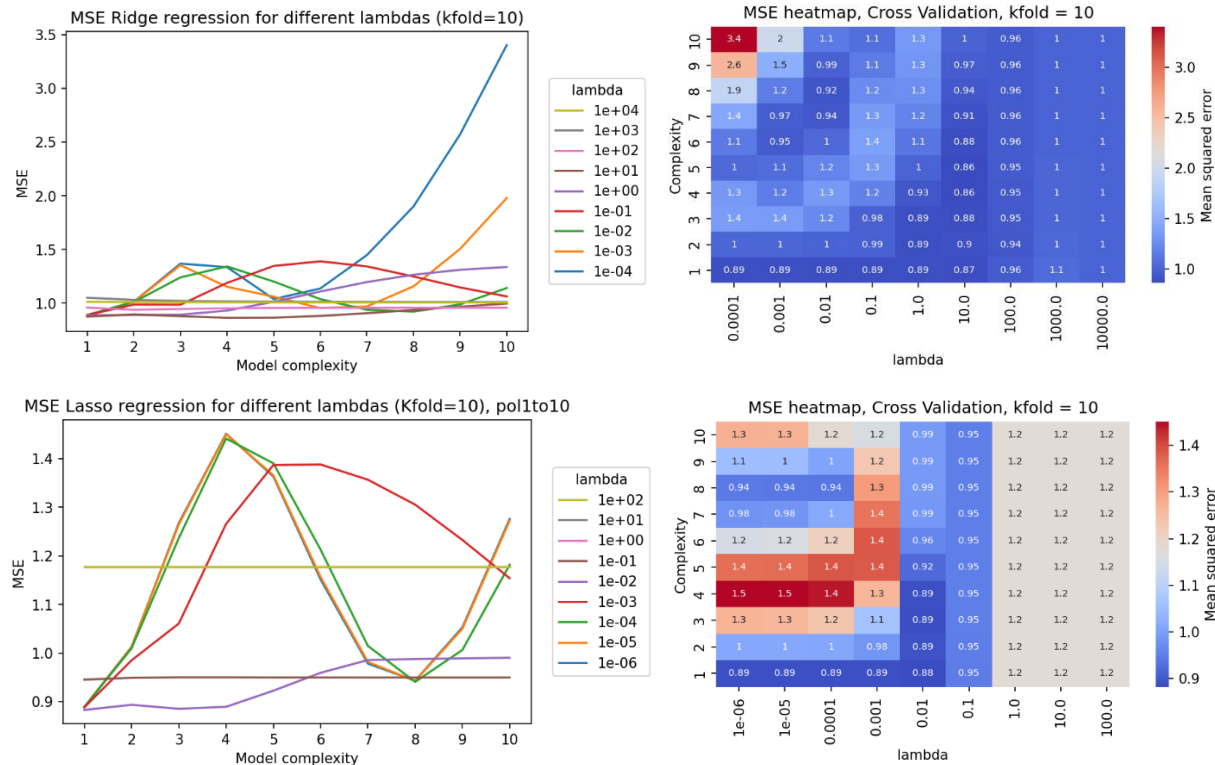 MSE Ridge regression for different lambdas (kfold=10)
3.5
3.0
2.5
2.0
1.5
1.0
MSE
1 2 3 4 5 6 7 8 9 10
Model complexity
lambda
1e+04
1e+03
1e+02
1e+01
1e+00
1e-01
1e-02
1e-03
1e-04
MSE heatmap, Cross Validation, kfold = 10
Complexity
10 3.4 2 1.1 1.1 1.3 1 0.96 1 1
9 2.6 1.5 0.99 1.1 1.3 0.97 0.96 1 1
8 1.9 1.2 0.92 1.2 1.3 0.94 0.96 1 1
7 1.4 0.97 0.94 1.3 1.2 0.91 0.96 1 1
6 1.1 0.95 1 1.4 1.1 0.88 0.96 1 1
5 1 1.1 1.2 1.3 1 0.86 0.95 1 1
4 1.3 1.2 1.3 1.2 0.93 0.86 0.95 1 1
3 1.4 1.4 1.2 0.98 0.89 0.88 0.95 1 1
2 1 1 1 0.99 0.89 0.9 0.94 1 1
1 0.89 0.89 0.89 0.89 0.89 0.87 0.96 1.1 1
0.0001 0.001 0.01 0.1 1.0 10.0 100.0 1000.0 10000.0
lambda
3.0
2.5
2.0
1.5
1.0
Mean squared error
MSE Lasso regression for different lambdas (Kfold=10), pol1to10
1.4
1.3
1.2
1.1
1.0
0.9
MSE
1 2 3 4 5 6 7 8 9 10
Model complexity
lambda
1e+02
1e+01
1e+00
1e-01
1e-02
1e-03
1e-04
1e-05
1e-06
MSE heatmap, Cross Validation, kfold = 10
Complexity
10 1.3 1.3 1.2 1.2 0.99 0.95 1.2 1.2 1.2
9 1.1 1 1 1.2 0.99 0.95 1.2 1.2 1.2
8 0.94 0.94 0.94 1.3 0.99 0.95 1.2 1.2 1.2
7 0.98 0.98 1 1.4 0.99 0.95 1.2 1.2 1.2
6 1.2 1.2 1.2 1.4 0.96 0.95 1.2 1.2 1.2
5 1.4 1.4 1.4 1.4 0.92 0.95 1.2 1.2 1.2
4 1.5 1.5 1.4 1.3 0.89 0.95 1.2 1.2 1.2
3 1.3 1.3 1.2 1.1 0.89 0.95 1.2 1.2 1.2
2 1 1 1 0.98 0.89 0.95 1.2 1.2 1.2
1 0.89 0.89 0.89 0.89 0.88 0.95 1.2 1.2 1.2
1e-06 1e-05 0.0001 0.001 0.01 0.1 1.0 10.0 100.0
lambda
1.4
1.3
1.2
1.1
1.0
0.9
Mean squared error